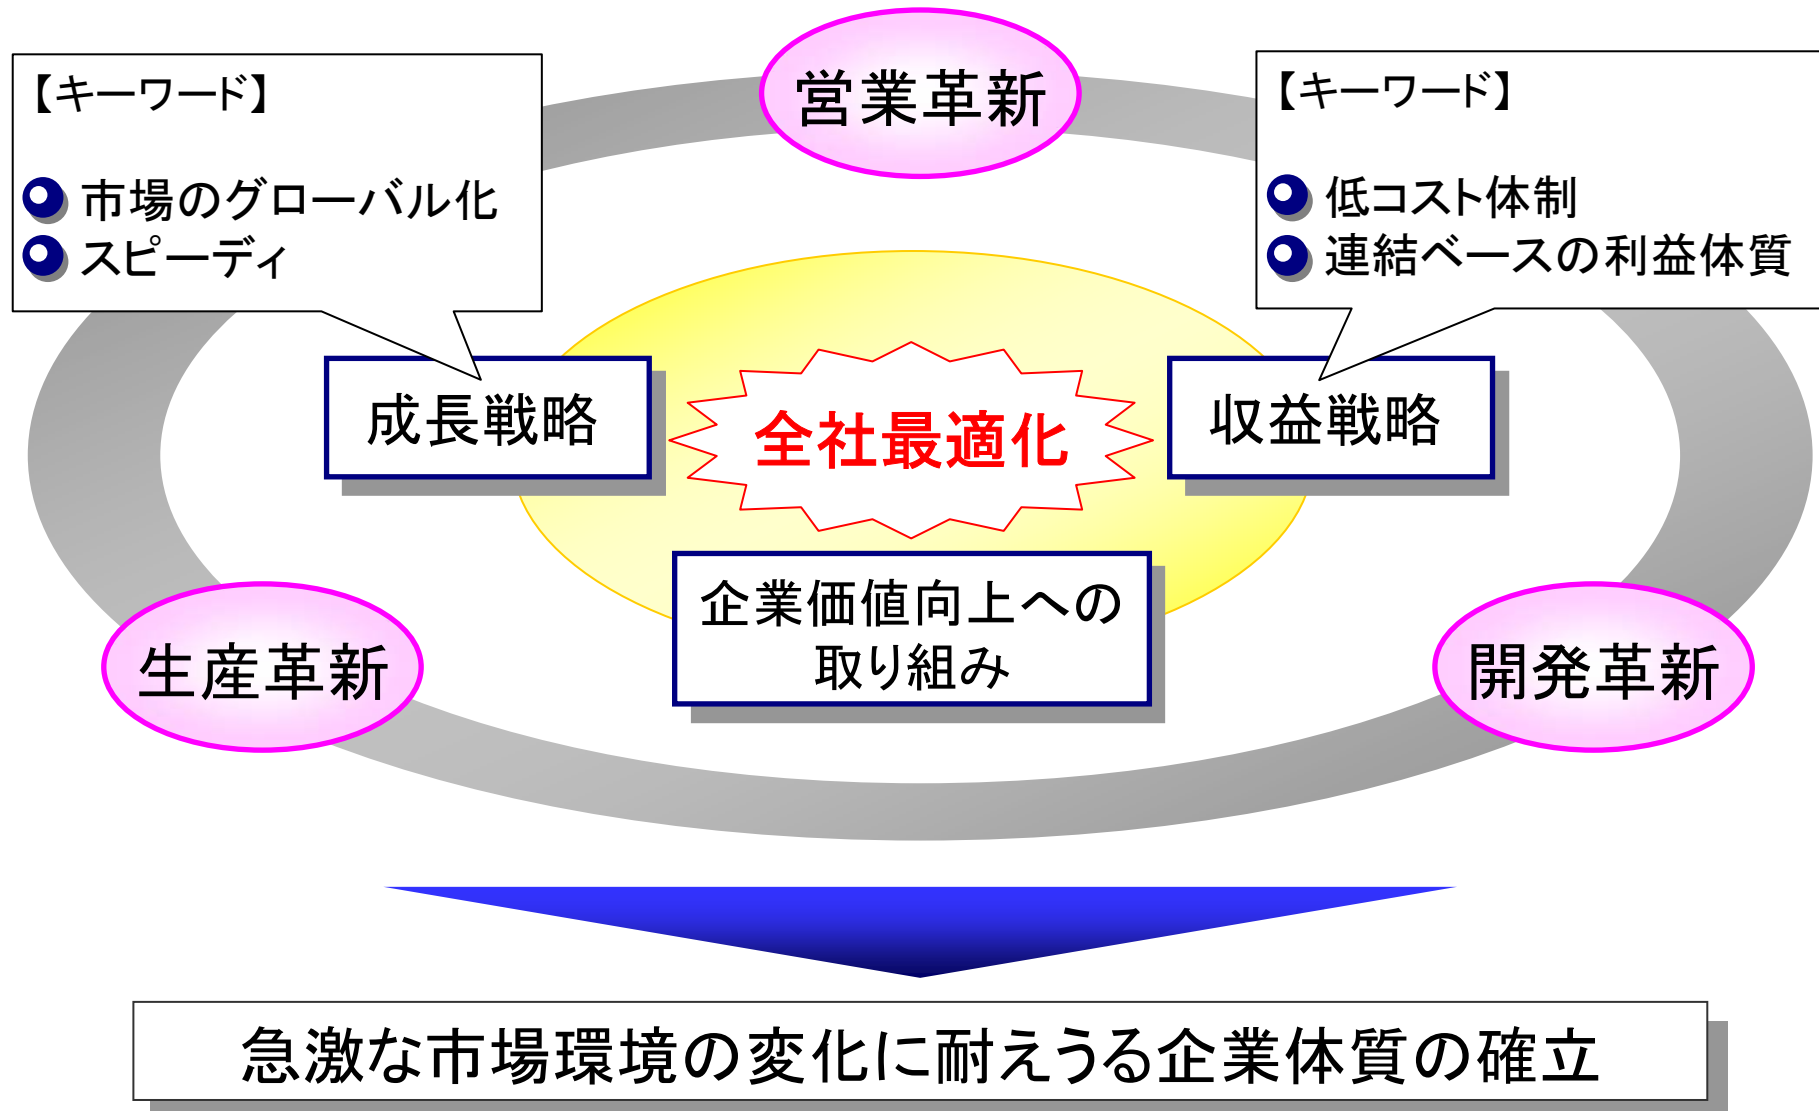 営業革新
【キーワード】
市場のグローバル化
スピーディ
【キーワード】
低コスト体制
連結ベースの利益体質
成長戦略
全社最適化
収益戦略
企業価値向上への
取り組み
生産革新
開発革新
急激な市場環境の変化に耐えうる企業体質の確立